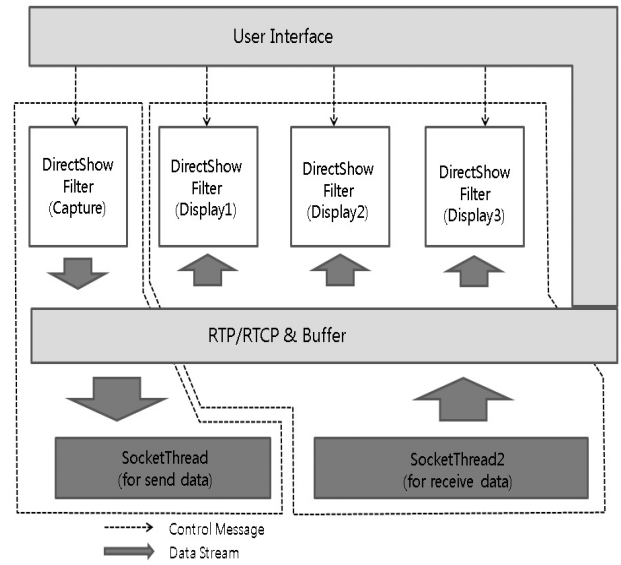 User Interface
DirectShow
Filter
(Capture)
DirectShow
Filter
(Display1)
DirectShow
Filter
(Display2)
DirectShow
Filter
(Display3)
RTP/RTCP & Buffer
SocketThread
(for send data)
SocketThread2
(for receive data)
Control Message
Data Stream